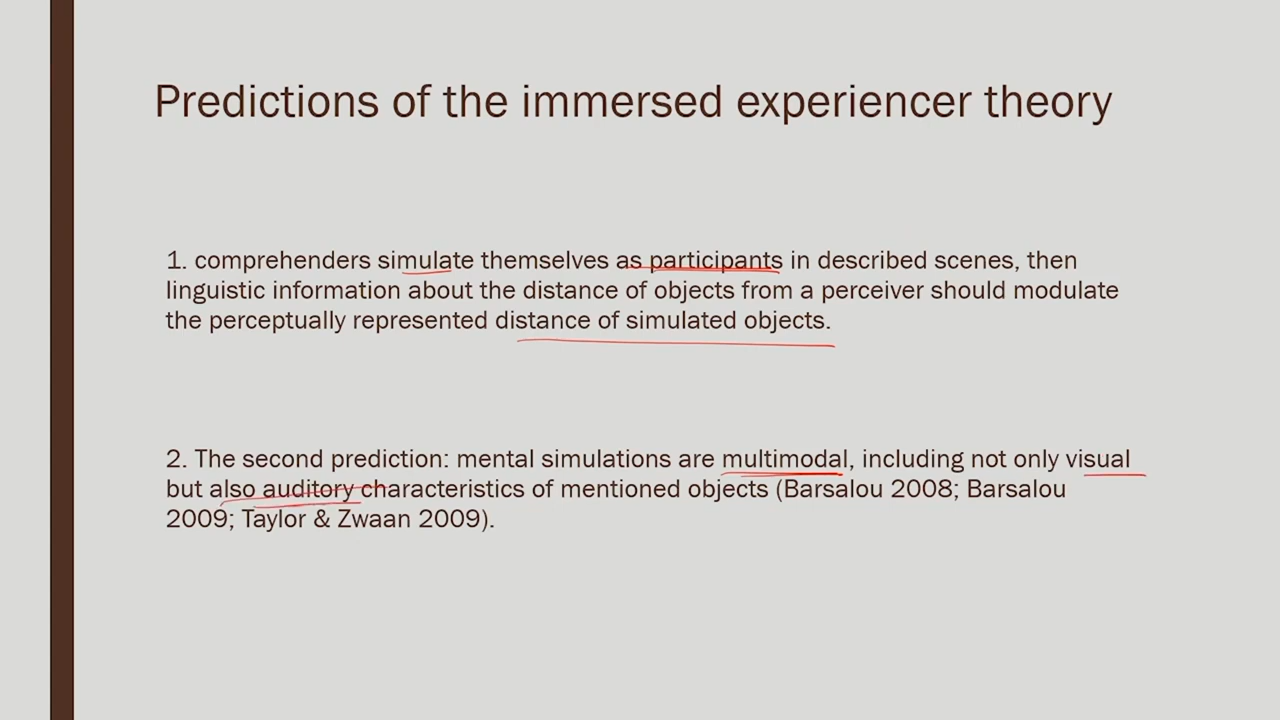 Predictions of the immersed experiencer theory
1. comprehenders simulate themselves as participants in described scenes, then
linguistic information about the distance of objects from a perceiver should modulate
the perceptually represented distance of simulated objects.
2. The second prediction: mental simulations are multimodal, including not only visual
but also auditory characteristics of mentioned objects (Barsalou 2008; Barsalou
2009; Taylor & Zwaan 2009).